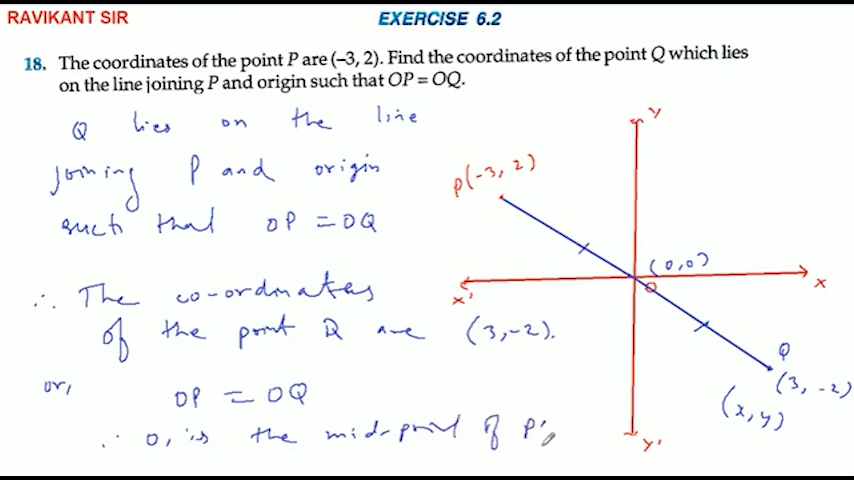 RAVIKANT SIR
EXERCISE 6.2
18. The coordinates of the point P are (–3, 2). Find the coordinates of the point Q which lies
on the line joining P and origin such that OP = OQ.
Q lies on the line
joining P and origin
such that OP = OQ
∴ The co-ordinates
of the point Q are (3,-2).
or, OP = OQ
∴ O, is the mid-point of P
Y
P(-3, 2)
(0,0)
X'
O
X
Q
(3, -2)
(x, y)
Y'